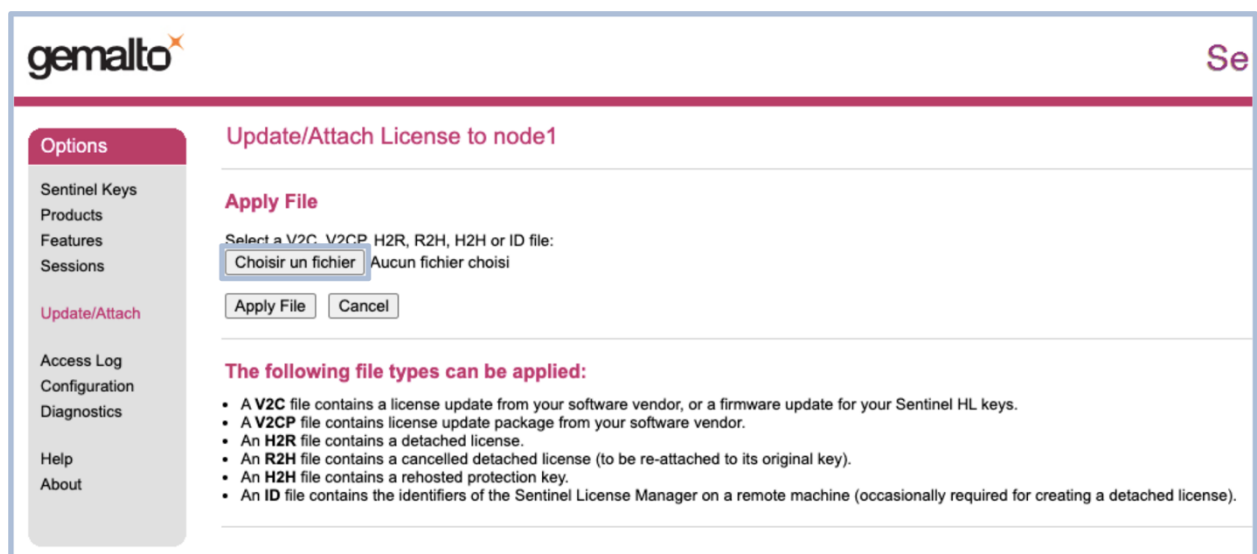 gemalto
Se
Options
Sentinel Keys
Products
Features
Sessions
Update/Attach
Access Log
Configuration
Diagnostics
Help
About
Update/Attach License to node1
Apply File
Select a V2C, V2CP, H2R, R2H, H2H or ID file:
Choisir un fichier Aucun fichier choisi
Apply File Cancel
The following file types can be applied:
• A V2C file contains a license update from your software vendor, or a firmware update for your Sentinel HL keys.
• A V2CP file contains license update package from your software vendor.
• An H2R file contains a detached license.
• An R2H file contains a cancelled detached license (to be re-attached to its original key).
• An H2H file contains a rehosted protection key.
• An ID file contains the identifiers of the Sentinel License Manager on a remote machine (occasionally required for creating a detached license).